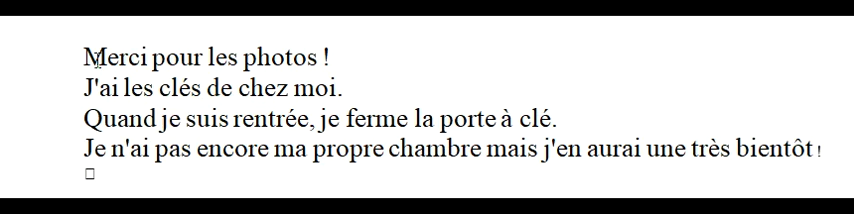 Merci pour les photos !
J'ai les clés de chez moi.
Quand je suis rentrée, je ferme la porte à clé.
Je n'ai pas encore ma propre chambre mais j'en aurai une très bientôt !